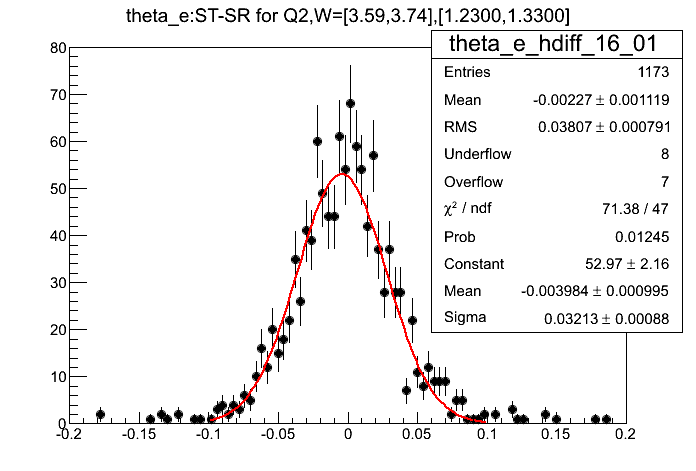 theta_e:ST-SR for Q2,W=[3.59,3.74],[1.2300,1.3300]
theta_e_hdiff_16_01
Entries 1173
Mean -0.00227 ± 0.001119
RMS 0.03807 ± 0.000791
Underflow 8
Overflow 7
χ² / ndf 71.38 / 47
Prob 0.01245
Constant 52.97 ± 2.16
Mean -0.003984 ± 0.000995
Sigma 0.03213 ± 0.00088
80
70
60
50
40
30
20
10
0
-0.2 -0.15 -0.1 -0.05 0 0.05 0.1 0.15 0.2